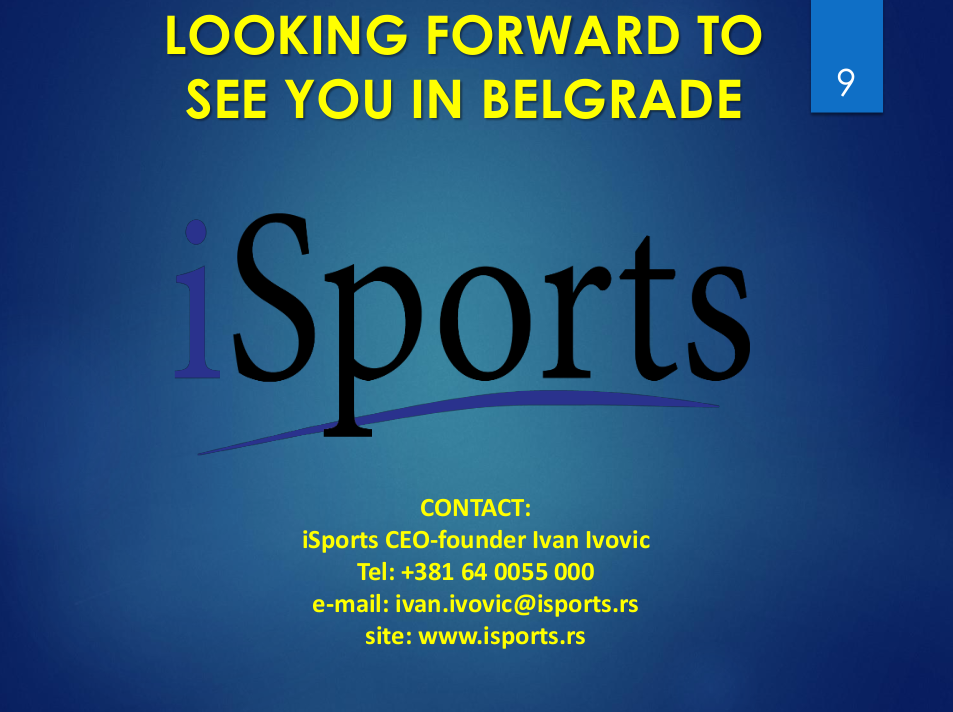 LOOKING FORWARD TO
SEE YOU IN BELGRADE
9
iSports
CONTACT:
iSports CEO-founder Ivan Ivovic
Tel: +381 64 0055 000
e-mail: ivan.ivovic@isports.rs
site: www.isports.rs